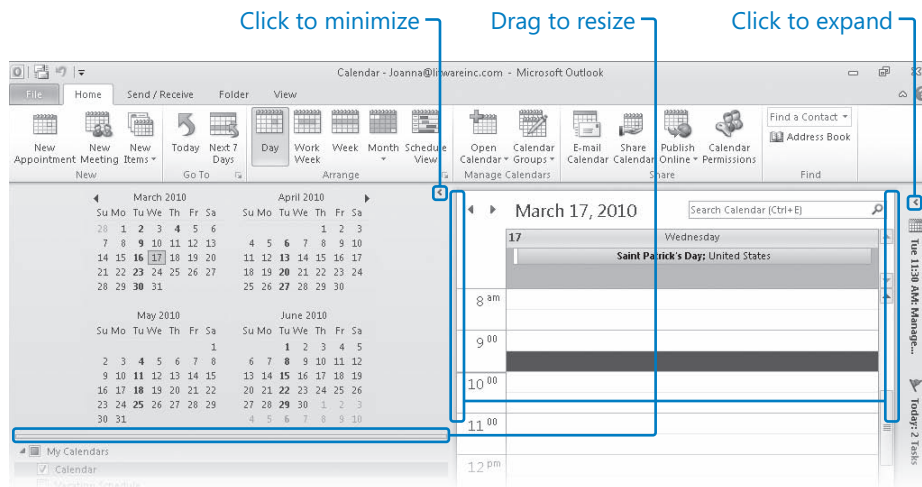 Click to minimize Drag to resize Click to expand
Calendar - Joanna@litwareinc.com - Microsoft Outlook
File Home Send / Receive Folder View
New Appointment
New Meeting
New Items
Today
Next 7 Days
Day
Work Week
Week
Month
Schedule View
Open Calendar
Calendar Groups
E-mail Calendar
Share Calendar
Publish Online
Calendar Permissions
Find a Contact
Address Book
New Go To Arrange Manage Calendars Share Find
March 2010
Su Mo Tu We Th Fr Sa
28 1 2 3 4 5 6
7 8 9 10 11 12 13
14 15 16 17 18 19 20
21 22 23 24 25 26 27
28 29 30 31
April 2010
Su Mo Tu We Th Fr Sa
1 2 3
4 5 6 7 8 9 10
11 12 13 14 15 16 17
18 19 20 21 22 23 24
25 26 27 28 29 30
May 2010
Su Mo Tu We Th Fr Sa
1
2 3 4 5 6 7 8
9 10 11 12 13 14 15
16 17 18 19 20 21 22
23 24 25 26 27 28 29
30 31
June 2010
Su Mo Tu We Th Fr Sa
1 2 3 4 5
6 7 8 9 10 11 12
13 14 15 16 17 18 19
20 21 22 23 24 25 26
27 28 29 30 1 2 3
4 5 6 7 8 9 10
My Calendars
Calendar
Vacation Schedule
March 17, 2010
Search Calendar (Ctrl+E)
17 Wednesday
Saint Patrick's Day; United States
8 am
9 00
10 00
11 00
12 pm
Tue 11:30 AM: Manage...
Today: 2 Tasks